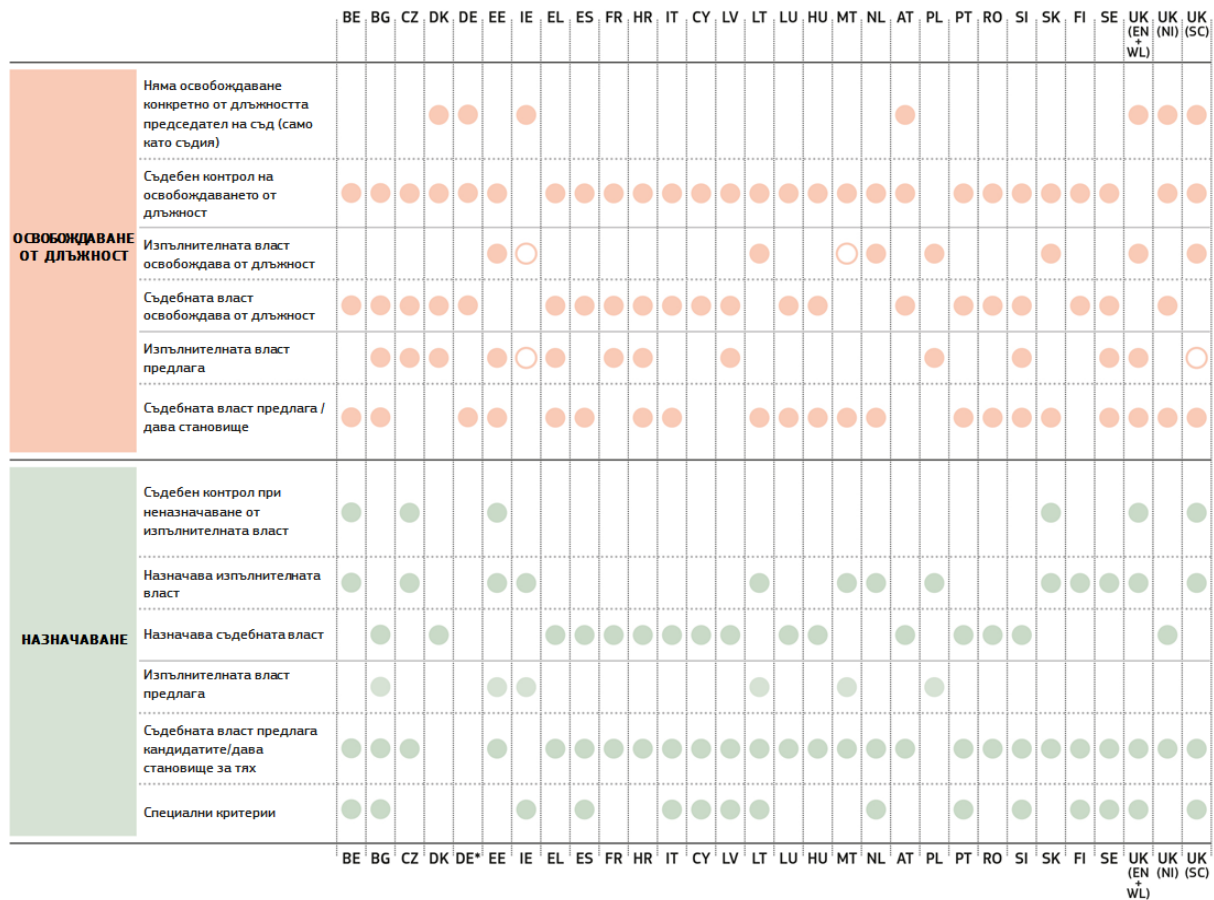 BE BG CZ DK DE EE IE EL ES FR HR IT CY LV LT LU HU MT NL AT PL PT RO SI SK FI SE UK UK UK
(EN (NI) (SC)
+
WL)
Няма освобождаване
конкретно от длъжността
председател на съд (само
като съдия)
Съдебен контрол на
освобождаването от
длъжност
ОСВОБОЖДАВАНЕ
ОТ ДЛЪЖНОСТ
Изпълнителната власт
освобождава от длъжност
Съдебната власт
освобождава от длъжност
Изпълнителната власт
предлага
Съдебната власт предлага /
дава становище
Съдебен контрол при
неназначаване от
изпълнителната власт
Назначава изпълнителната
власт
НАЗНАЧАВАНЕ
Назначава съдебната власт
Изпълнителната власт
предлага
Съдебната власт предлага
кандидатите/дава
становище за тях
Специални критерии
BE BG CZ DK DE* EE IE EL ES FR HR IT CY LV LT LU HU MT NL AT PL PT RO SI SK FI SE UK UK UK
(EN (NI) (SC)
+
WL)